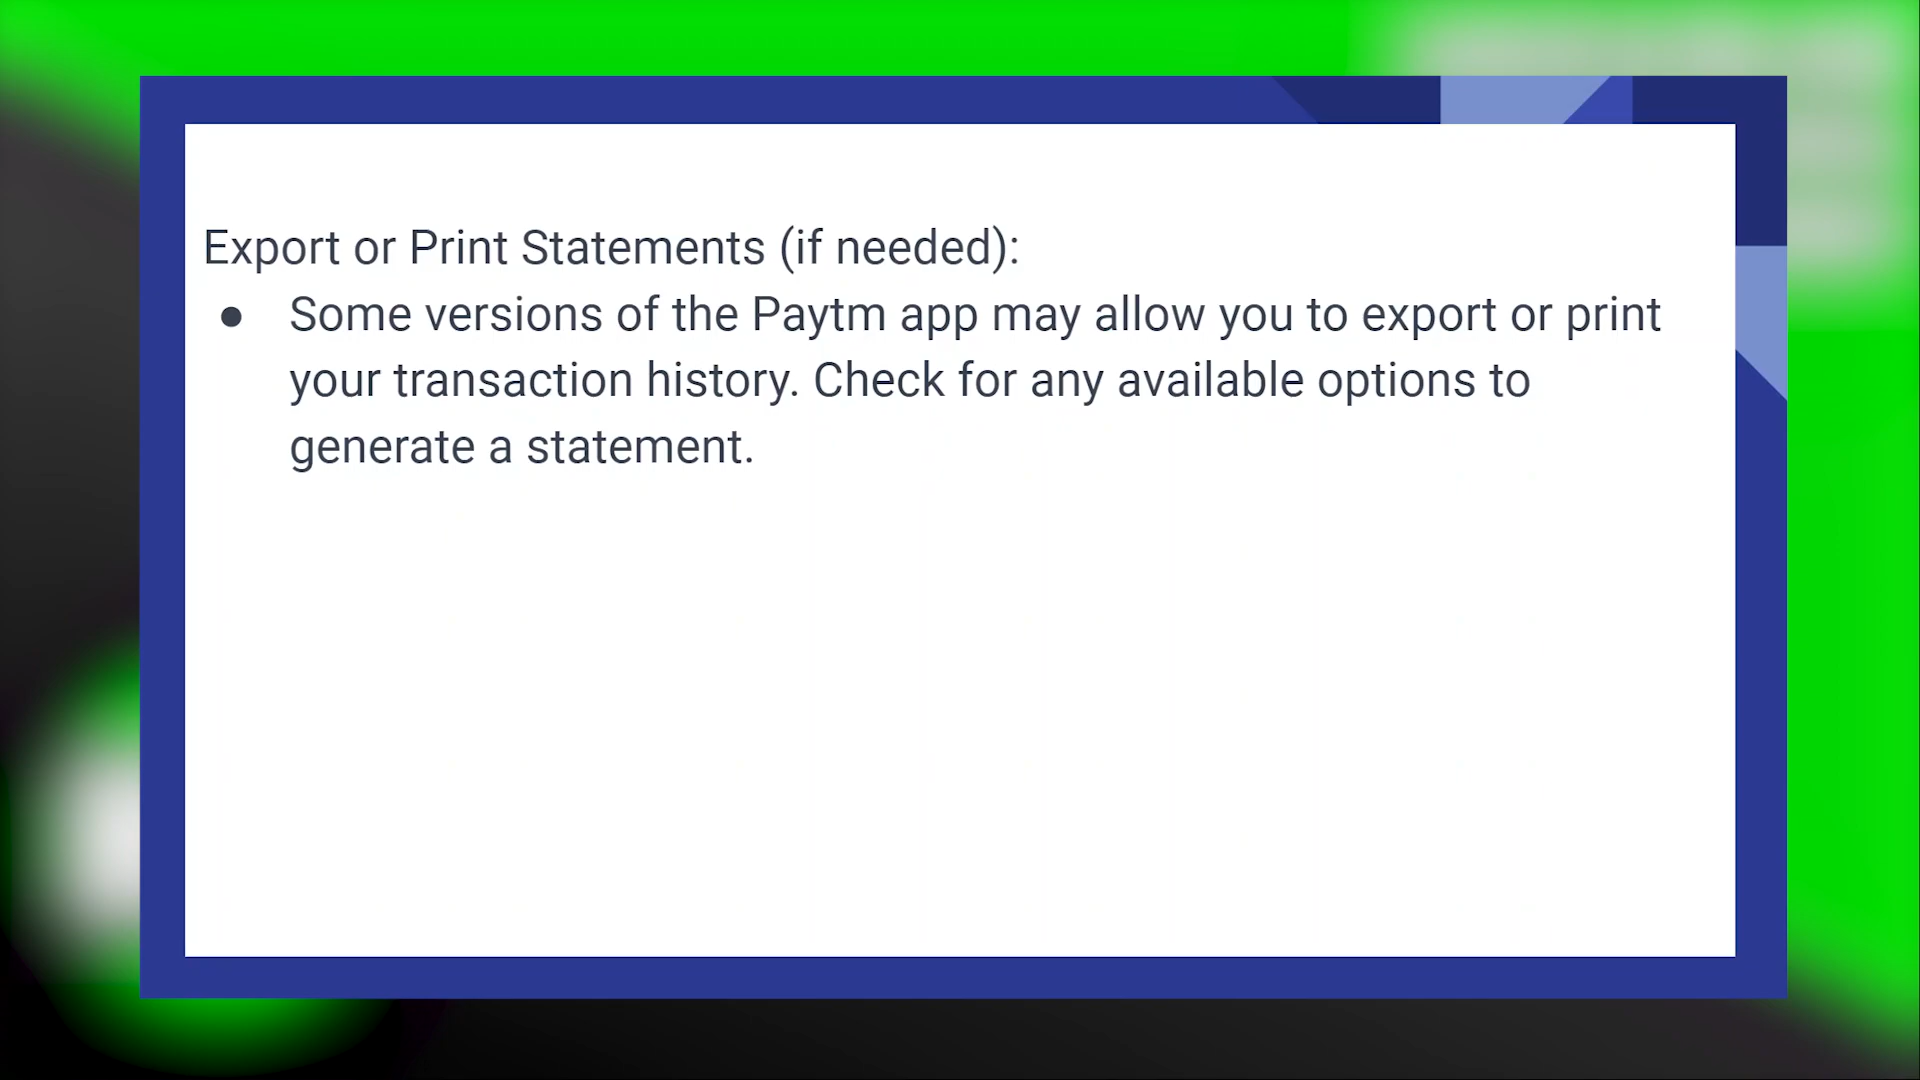 Export or Print Statements (if needed):
● Some versions of the Paytm app may allow you to export or print
your transaction history. Check for any available options to
generate a statement.